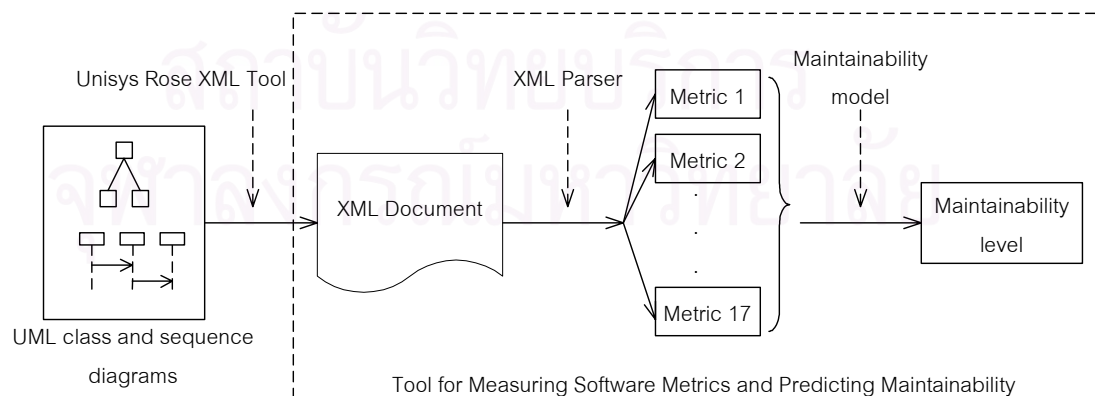 สถาบันวิทยบริการ
จุฬาลงกรณ์มหาวิทยาลัย
Unisys Rose XML Tool
XML Parser
Maintainability
model
Metric 1
Metric 2
XML Document
.
.
.
Metric 17
Maintainability
level
UML class and sequence
diagrams
Tool for Measuring Software Metrics and Predicting Maintainability